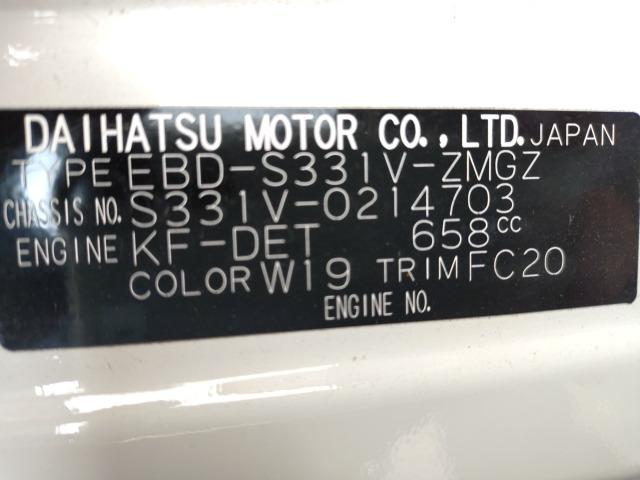 DAIHATSU MOTOR CO., LTD. JAPAN
TYPE EBD-S331V-ZMGZ
CHASSIS NO. S331V-0214703
ENGINE KF-DET 658cc
COLOR W19 TRIM FC20
ENGINE NO.